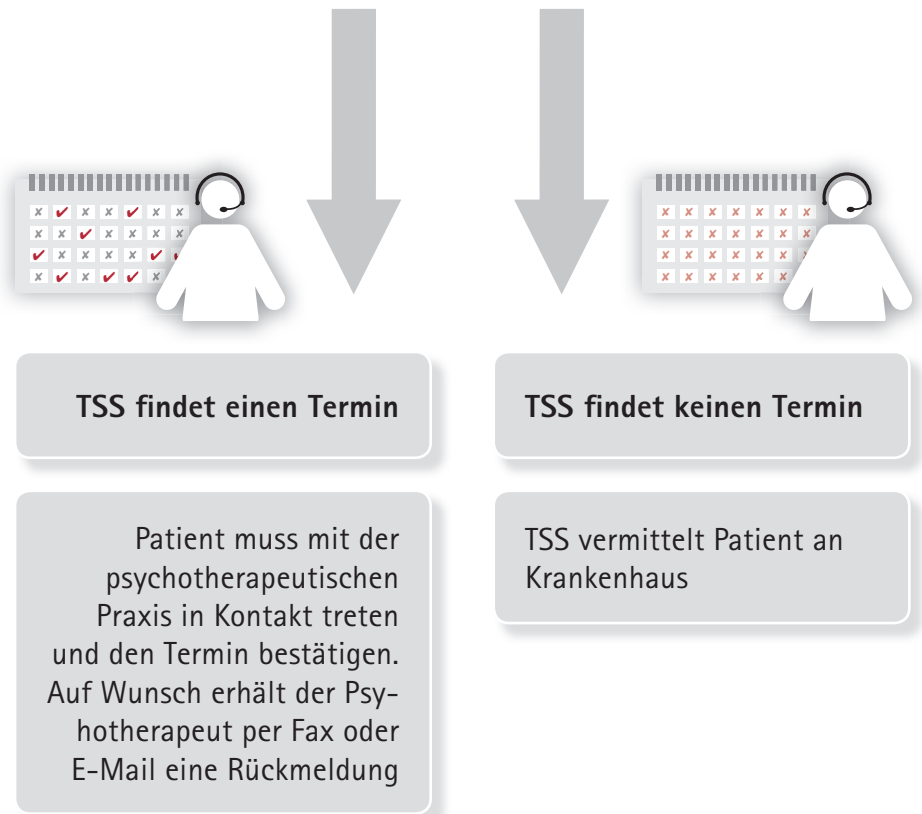 TSS findet einen Termin
Patient muss mit der
psychotherapeutischen
Praxis in Kontakt treten
und den Termin bestätigen.
Auf Wunsch erhält der Psy-
hotherapeut per Fax oder
E-Mail eine Rückmeldung
TSS findet keinen Termin
TSS vermittelt Patient an
Krankenhaus